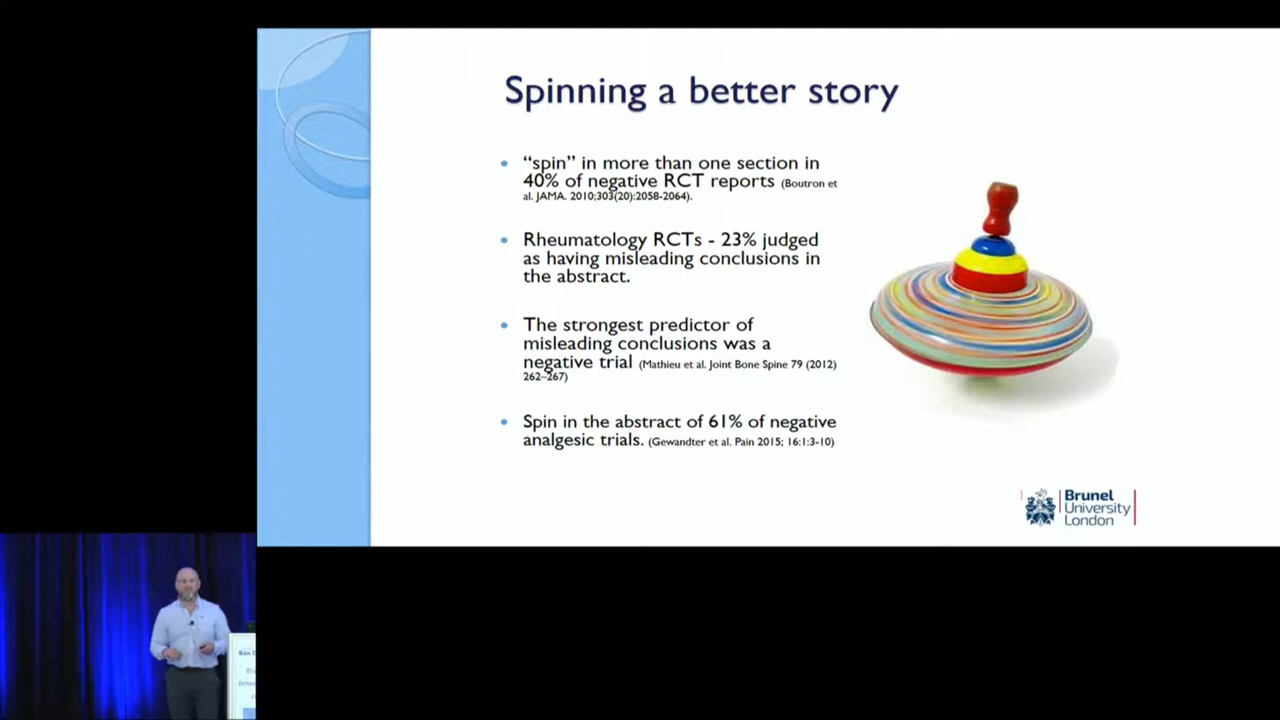 Spinning a better story
• “spin” in more than one section in
40% of negative RCT reports (Boutron et
al. JAMA. 2010;303(20):2058-2064).
• Rheumatology RCTs - 23% judged
as having misleading conclusions in
the abstract.
• The strongest predictor of
misleading conclusions was a
negative trial (Mathieu et al. Joint Bone Spine 79 (2012)
262–267)
• Spin in the abstract of 61% of negative
analgesic trials. (Gewandter et al. Pain 2015; 16:1:3-10)
Brunel
University
London